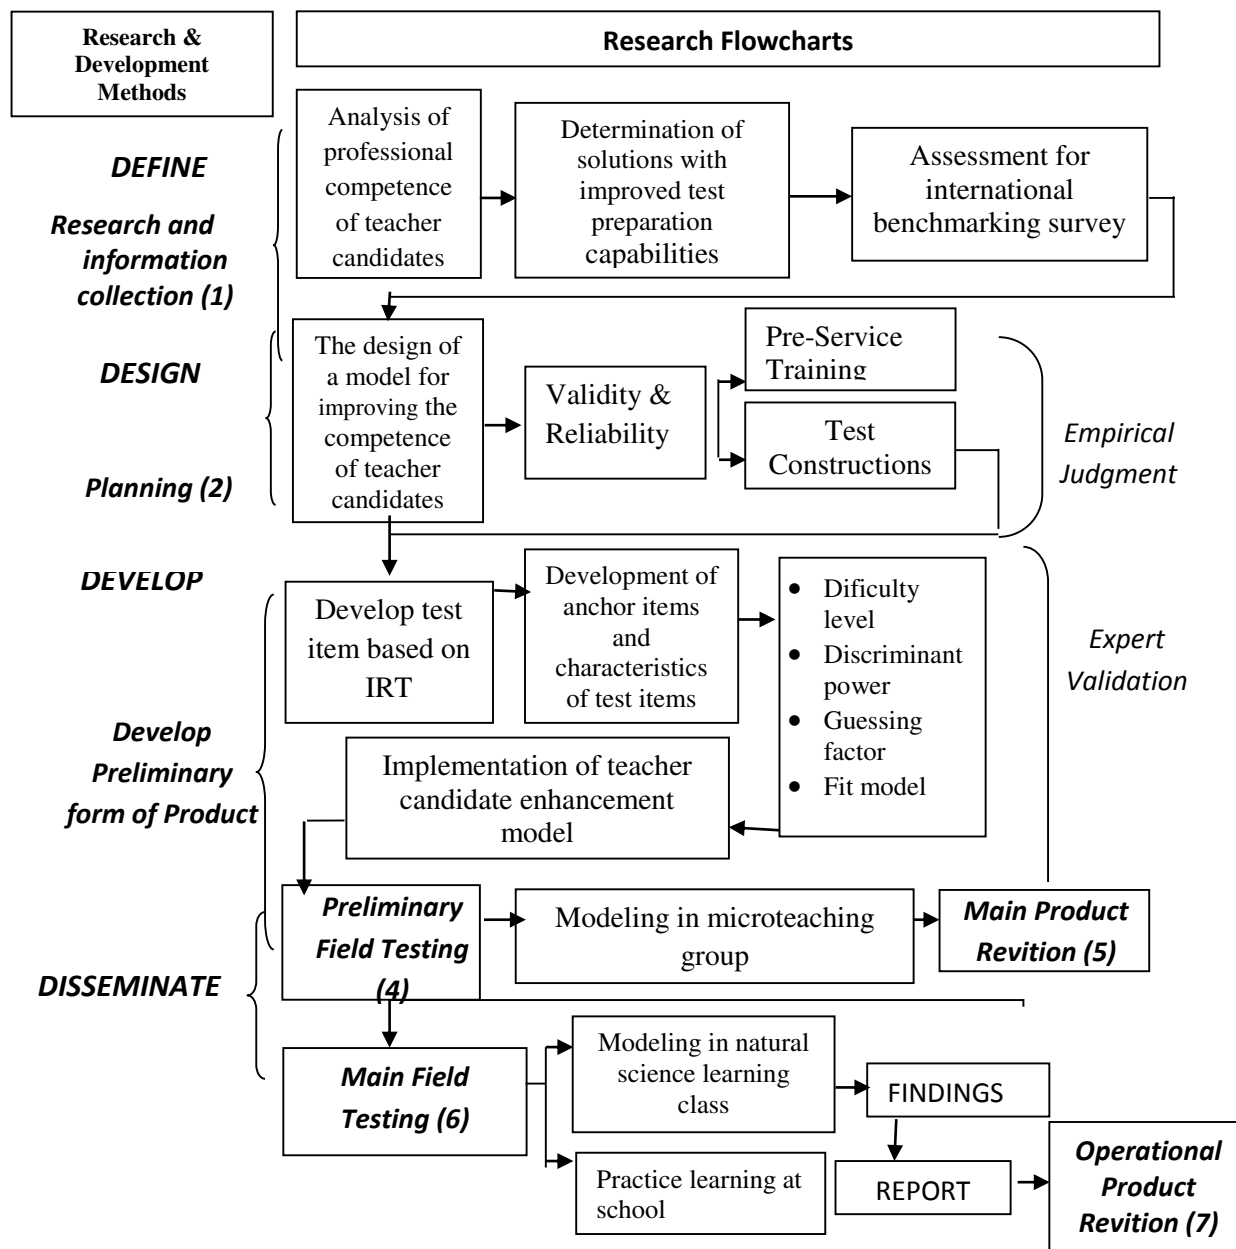 Research &
Development
Methods
Research Flowcharts
DEFINE
Research and
information
collection (1)
Analysis of
professional
competence
of teacher
candidates
Determination of
solutions with
improved test
preparation
capabilities
Assessment for
international
benchmarking survey
DESIGN
Planning (2)
The design of
a model for
improving the
competence
of teacher
candidates
Validity &
Reliability
Pre-Service
Training
Test
Constructions
Empirical
Judgment
DEVELOP
Develop
Preliminary
form of Product
Develop test
item based on
IRT
Development of
anchor items
and
characteristics
of test items
• Dificulty
level
• Discriminant
power
• Guessing
factor
• Fit model
Expert
Validation
Implementation of teacher
candidate enhancement
model
DISSEMINATE
Preliminary
Field Testing
(4)
Modeling in microteaching
group
Main Product
Revition (5)
Main Field
Testing (6)
Modeling in natural
science learning
class
Practice learning at
school
FINDINGS
REPORT
Operational
Product
Revition (7)